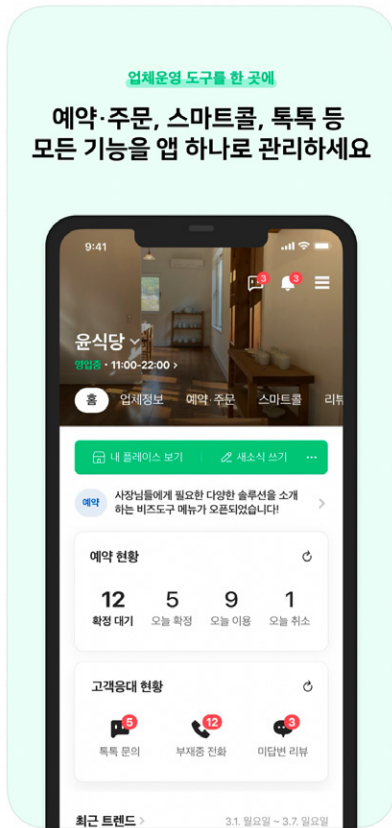 업체운영 도구를 한 곳에
예약·주문, 스마트콜, 톡톡 등
모든 기능을 앱 하나로 관리하세요
9:41
3 3
윤식당
영업중 · 11:00-22:00 >
홈 업체정보 예약·주문 스마트콜 리뷰
내 플레이스 보기 새소식 쓰기 ···
예약 사장님들에게 필요한 다양한 솔루션을 소개
하는 비즈도구 메뉴가 오픈되었습니다! >
예약 현황
12 5 9 1
확정 대기 오늘 확정 오늘 이용 오늘 취소
고객응대 현황
5 12 3
톡톡 문의 부재중 전화 미답변 리뷰
최근 트렌드 > 3.1. 월요일 ~ 3.7. 일요일